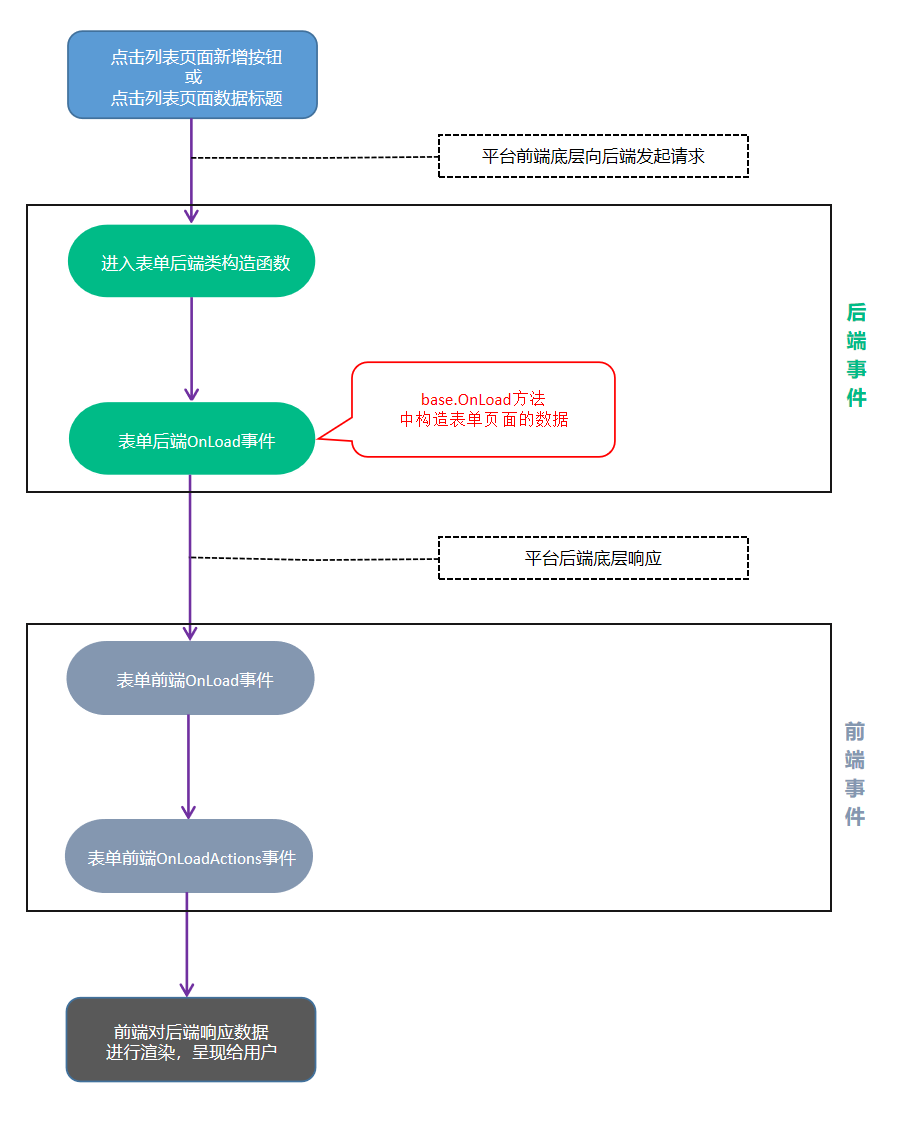 点击列表页面新增按钮
或
点击列表页面数据标题
平台前端底层向后端发起请求
进入表单后端类构造函数
后
端
事
件
base.OnLoad方法
中构造表单页面的数据
表单后端OnLoad事件
平台后端底层响应
表单前端OnLoad事件
前
端
事
件
表单前端OnLoadActions事件
前端对后端响应数据
进行渲染，呈现给用户